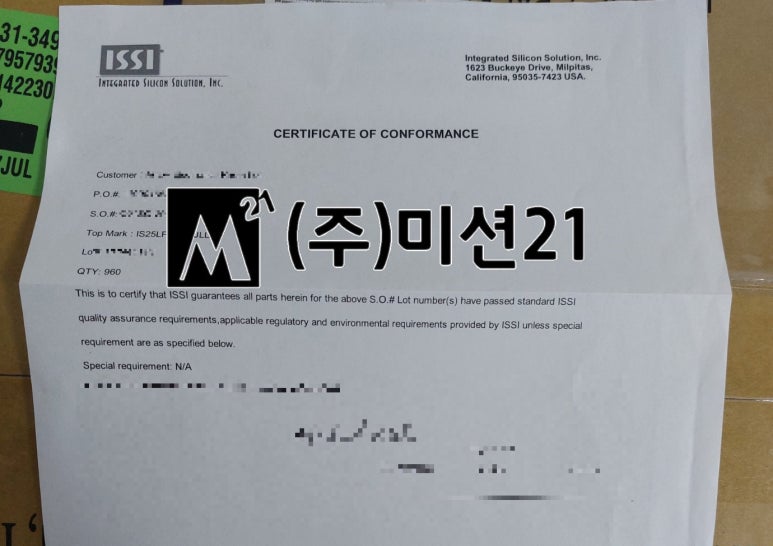 31-349
7957939
142230
JUL
ISSI
INTEGRATED SILICON SOLUTION, INC.
Integrated Silicon Solution, Inc.
1623 Buckeye Drive, Milpitas,
California, 95035-7423 USA.
CERTIFICATE OF CONFORMANCE
Customer
P.O.#:
S.O.#:
Top Mark : IS25LF
QTY: 960
M21 (주)미션21
This is to certify that ISSI guarantees all parts herein for the above S.O.# Lot number(s) have passed standard ISSI
quality assurance requirements,applicable regulatory and environmental requirements provided by ISSI unless special
requirement are as specified below.
Special requirement: N/A